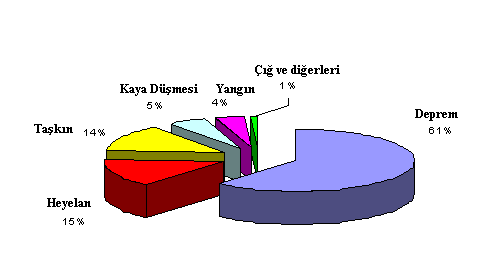 Çığ ve diğerleri
1%
Kaya Düşmesi
5%
Yangın
4%
Deprem
61%
Taşkın
14%
Heyelan
15%